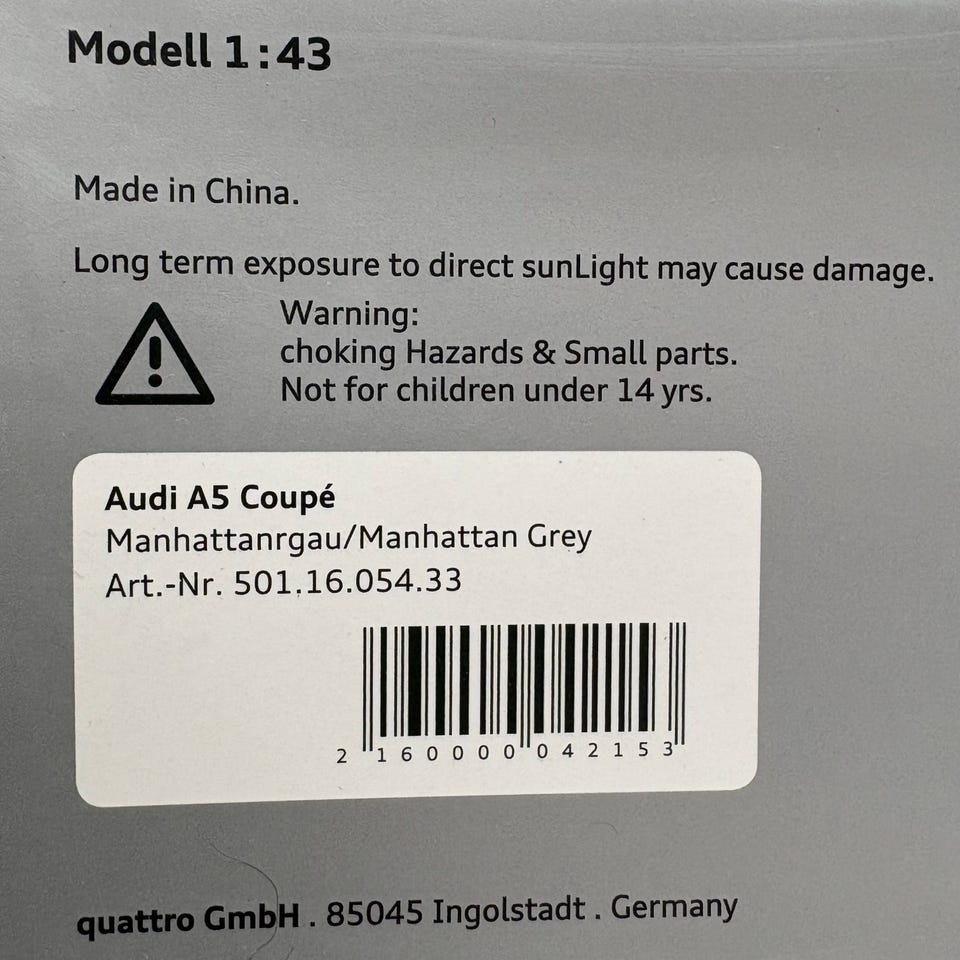 Modell 1:43
Made in China.
Long term exposure to direct sunLight may cause damage.
Warning:
choking Hazards & Small parts.
Not for children under 14 yrs.
Audi A5 Coupé
Manhattanrgau/Manhattan Grey
Art.-Nr. 501.16.054.33
2 160000 042153
quattro GmbH . 85045 Ingolstadt . Germany